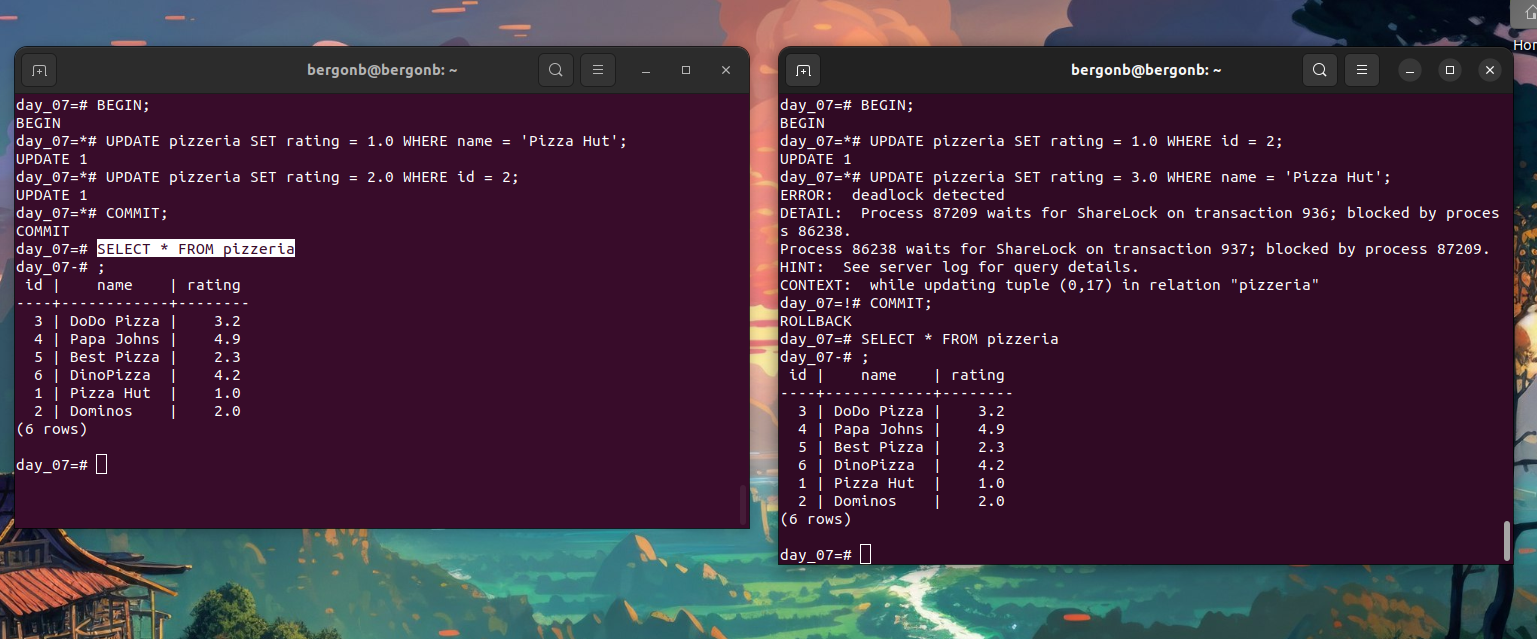 bergonb@bergonb: ~
day_07=# BEGIN;
BEGIN
day_07=*# UPDATE pizzeria SET rating = 1.0 WHERE name = 'Pizza Hut';
UPDATE 1
day_07=*# UPDATE pizzeria SET rating = 2.0 WHERE id = 2;
UPDATE 1
day_07=*# COMMIT;
COMMIT
day_07=# SELECT * FROM pizzeria
day_07-# ;
 id |    name    | rating
----+------------+--------
  3 | DoDo Pizza |    3.2
  4 | Papa Johns |    4.9
  5 | Best Pizza |    2.3
  6 | DinoPizza  |    4.2
  1 | Pizza Hut  |    1.0
  2 | Dominos    |    2.0
(6 rows)
day_07=#
bergonb@bergonb: ~
day_07=# BEGIN;
BEGIN
day_07=*# UPDATE pizzeria SET rating = 1.0 WHERE id = 2;
UPDATE 1
day_07=*# UPDATE pizzeria SET rating = 3.0 WHERE name = 'Pizza Hut';
ERROR:  deadlock detected
DETAIL:  Process 87209 waits for ShareLock on transaction 936; blocked by proces
s 86238.
Process 86238 waits for ShareLock on transaction 937; blocked by process 87209.
HINT:  See server log for query details.
CONTEXT:  while updating tuple (0,17) in relation "pizzeria"
day_07=!# COMMIT;
ROLLBACK
day_07=# SELECT * FROM pizzeria
day_07-# ;
 id |    name    | rating
----+------------+--------
  3 | DoDo Pizza |    3.2
  4 | Papa Johns |    4.9
  5 | Best Pizza |    2.3
  6 | DinoPizza  |    4.2
  1 | Pizza Hut  |    1.0
  2 | Dominos    |    2.0
(6 rows)
day_07=#